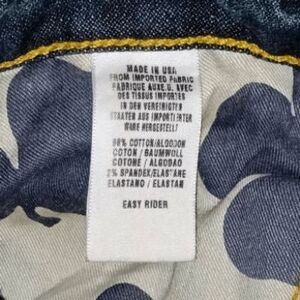 MADE IN USA
FROM IMPORTED FABRIC
FABRIQUE AUX E.U. AVEC
DES TISSUS IMPORTES
IN DEN VEREINIGTEN
STAATEN AUS IMPORTIERTER
WARE HERGESTELLT
98% COTTON/ALGODON
COTON / BAUMWOLL
COTONE / ALGODAO
2% SPANDEX/ELASTANE
ELASTANO / ELASTAN
EASY RIDER